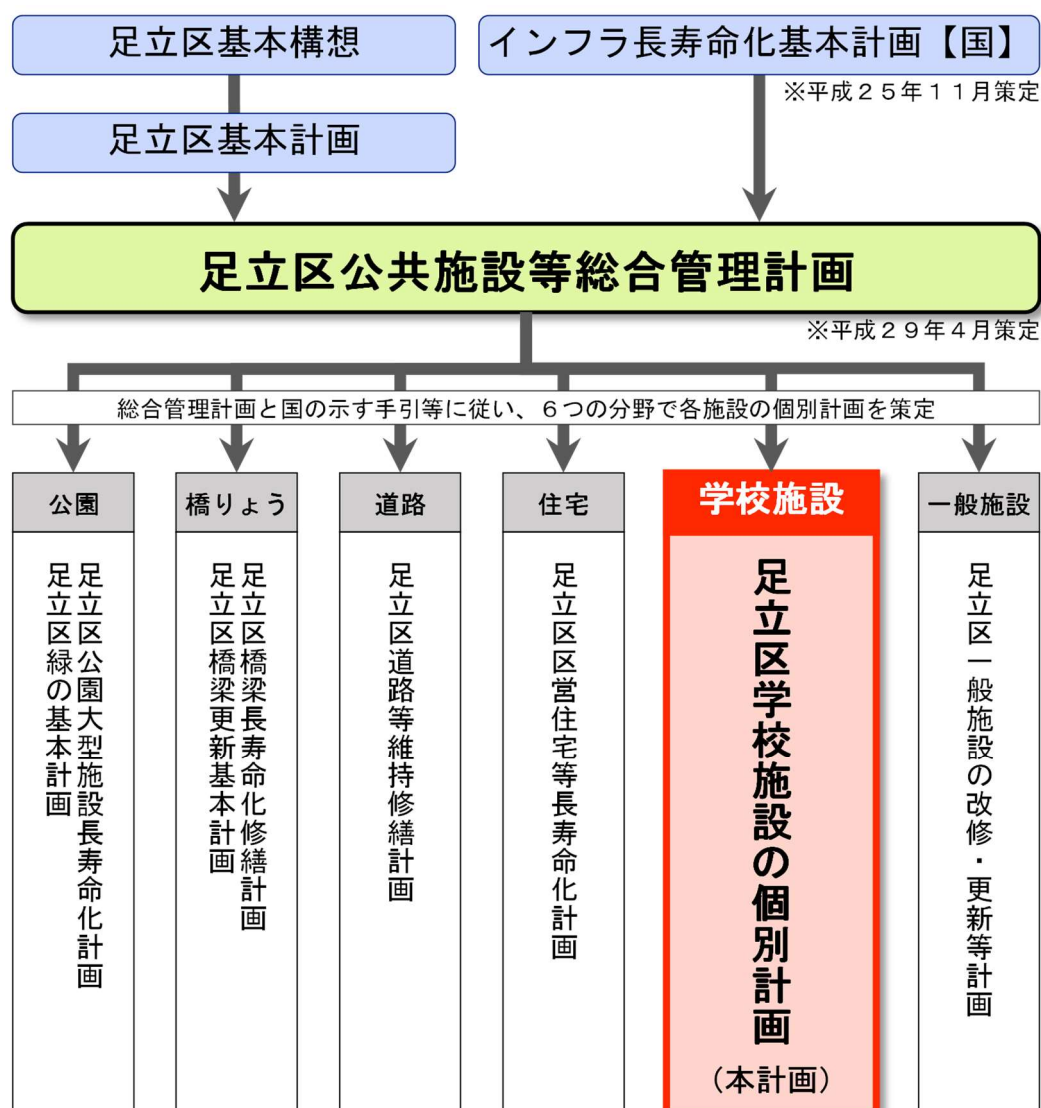 足立区基本構想
インフラ長寿命化基本計画【国】
※平成25年11月策定
足立区基本計画
足立区公共施設等総合管理計画
※平成29年4月策定
総合管理計画と国の示す手引等に従い、6つの分野で各施設の個別計画を策定
公園
足立区公園大型施設長寿命化計画
足立区緑の基本計画
橋りょう
足立区橋梁長寿命化修繕計画
足立区橋梁更新基本計画
道路
足立区道路等維持修繕計画
住宅
足立区区営住宅等長寿命化計画
学校施設
足立区学校施設の個別計画
(本計画)
一般施設
足立区一般施設の改修・更新等計画